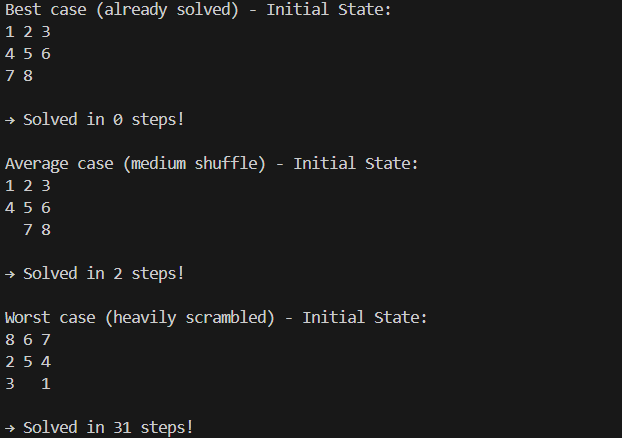 Best case (already solved) - Initial State:
1 2 3
4 5 6
7 8
→ Solved in 0 steps!
Average case (medium shuffle) - Initial State:
1 2 3
4 5 6
  7 8
→ Solved in 2 steps!
Worst case (heavily scrambled) - Initial State:
8 6 7
2 5 4
3   1
→ Solved in 31 steps!